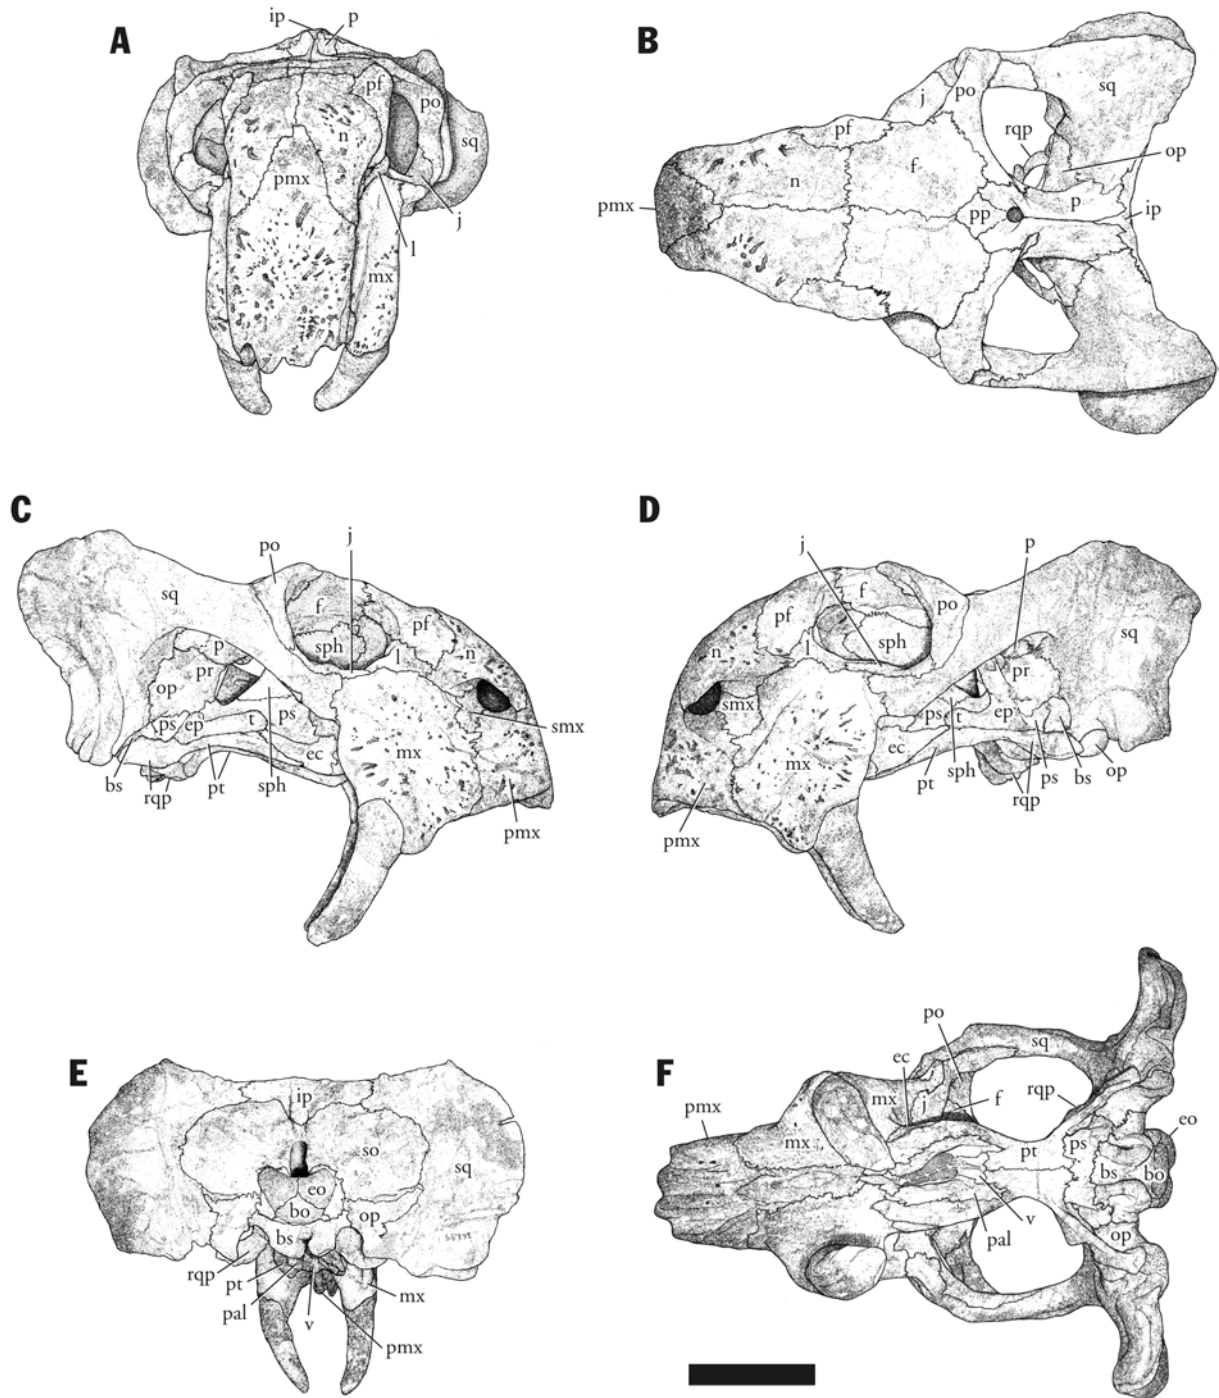 A
ip
p
pf
po
n
sq
pmx
j
l
mx
B
sq
j
po
pf
rqp
op
f
n
p
pmx
pp
ip
C
j
po
sq
f
pf
sph
n
p
l
pr
op
smx
ps
ps
ep
t
mx
ec
bs
rqp
pt
sph
pmx
D
j
p
f
po
pf
sph
sq
n
l
pr
smx
ps
t
ep
mx
ec
pt
sph
rqp
ps
bs
op
pmx
E
ip
so
sq
eo
bo
op
bs
rqp
pt
pal
v
mx
pmx
F
po
sq
ec
rqp
pmx
mx
j
f
eo
mx
pt
ps
bs
bo
v
op
pal